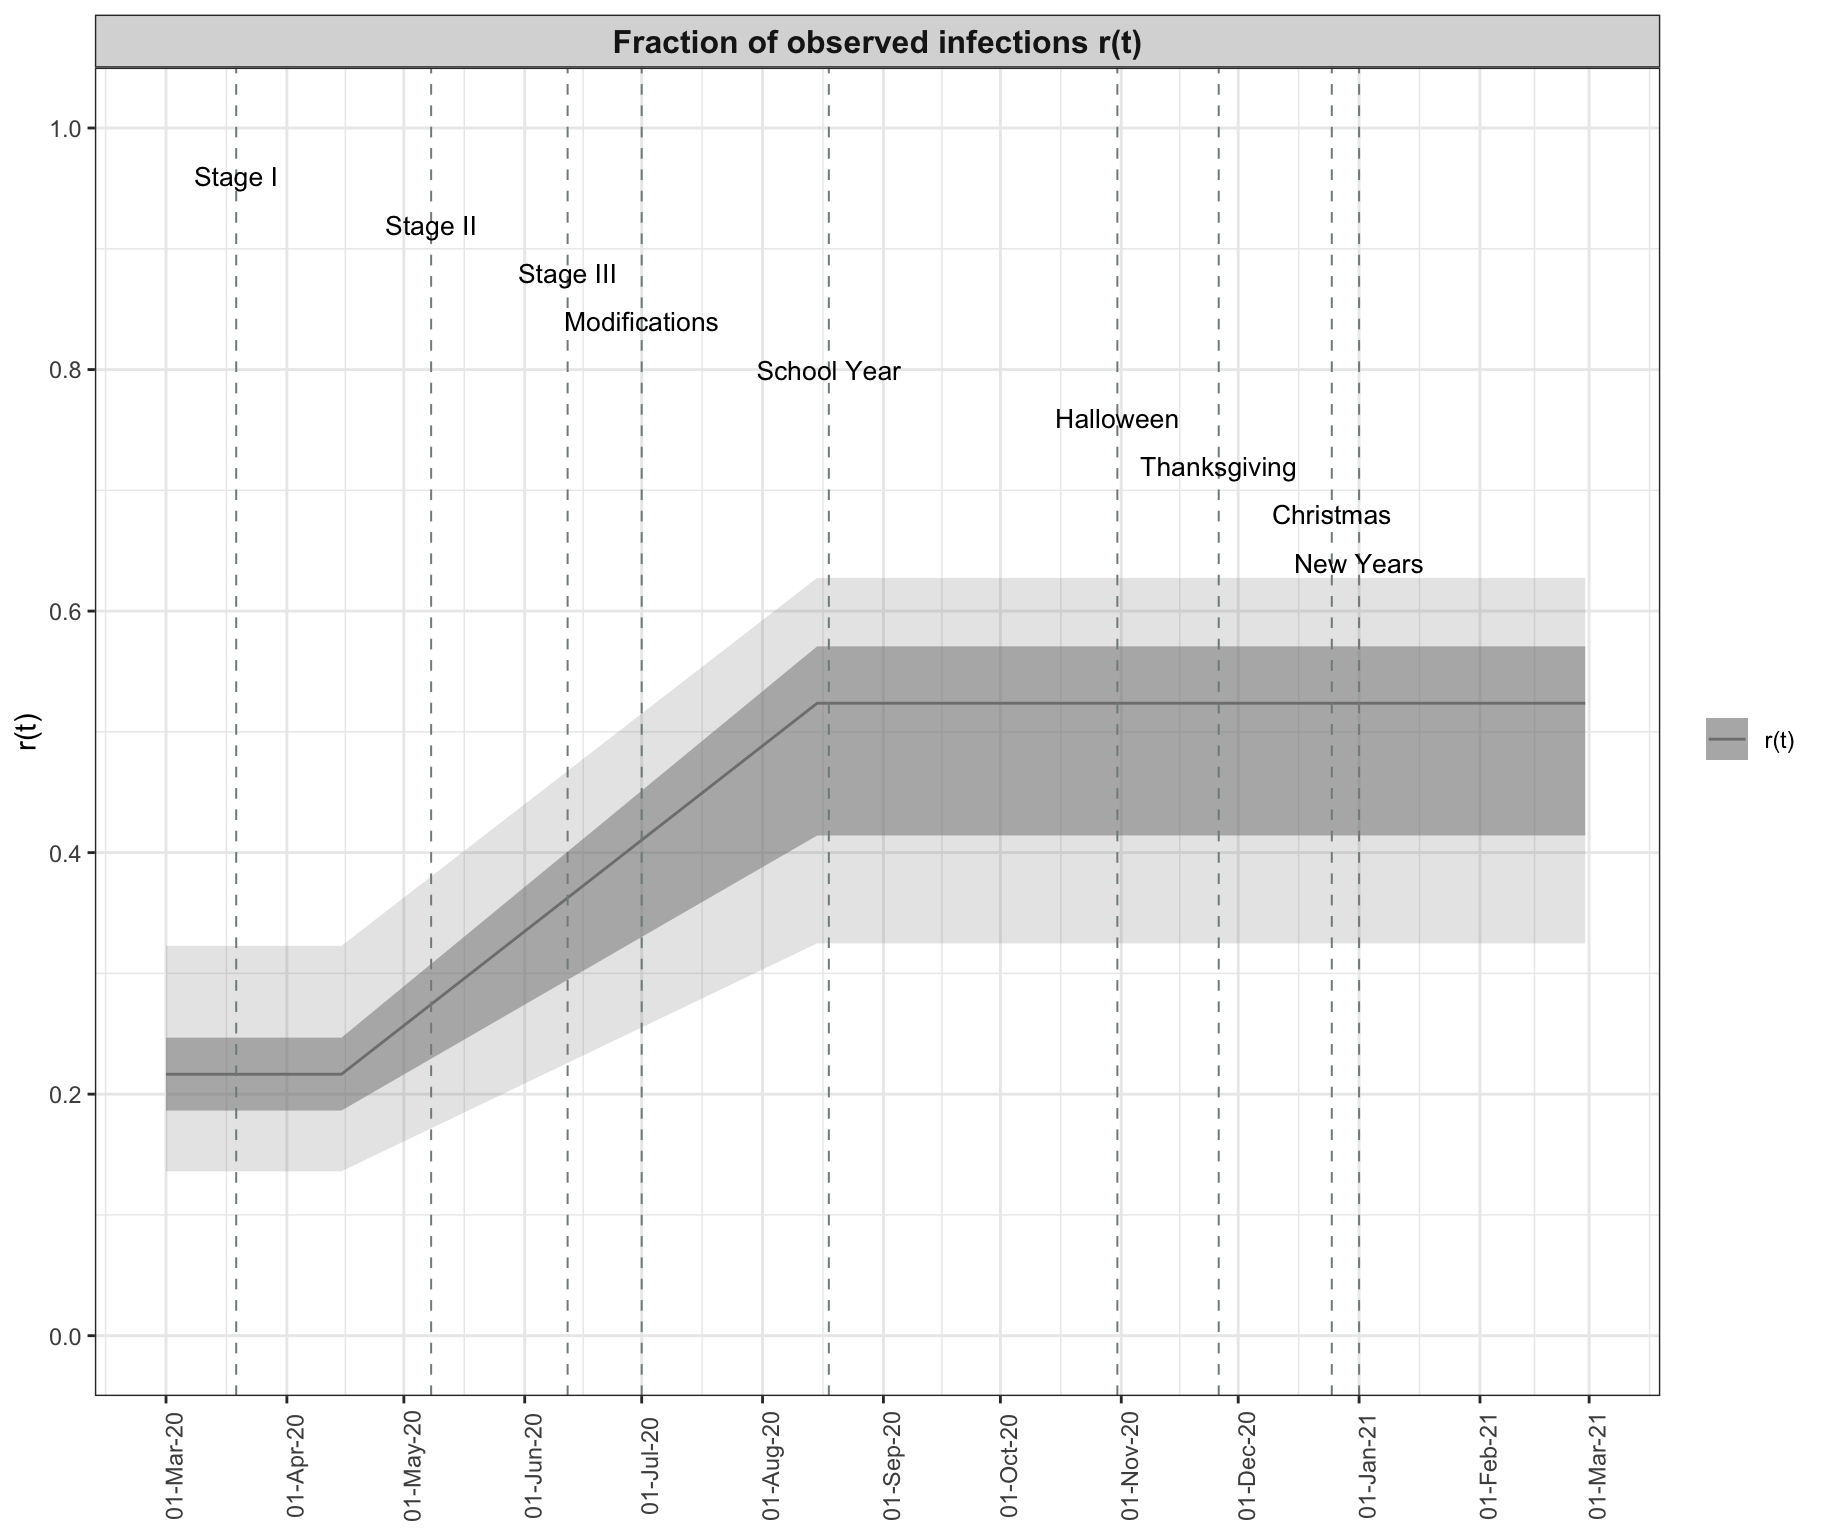 Fraction of observed infections r(t)
1.0
Stage I
Stage II
Stage III
Modifications
0.8
School Year
Halloween
Thanksgiving
Christmas
New Years
0.6
r(t)
r(t)
0.4
0.2
0.0
01-Mar-20
01-Apr-20
01-May-20
01-Jun-20
01-Jul-20
01-Aug-20
01-Sep-20
01-Oct-20
01-Nov-20
01-Dec-20
01-Jan-21
01-Feb-21
01-Mar-21